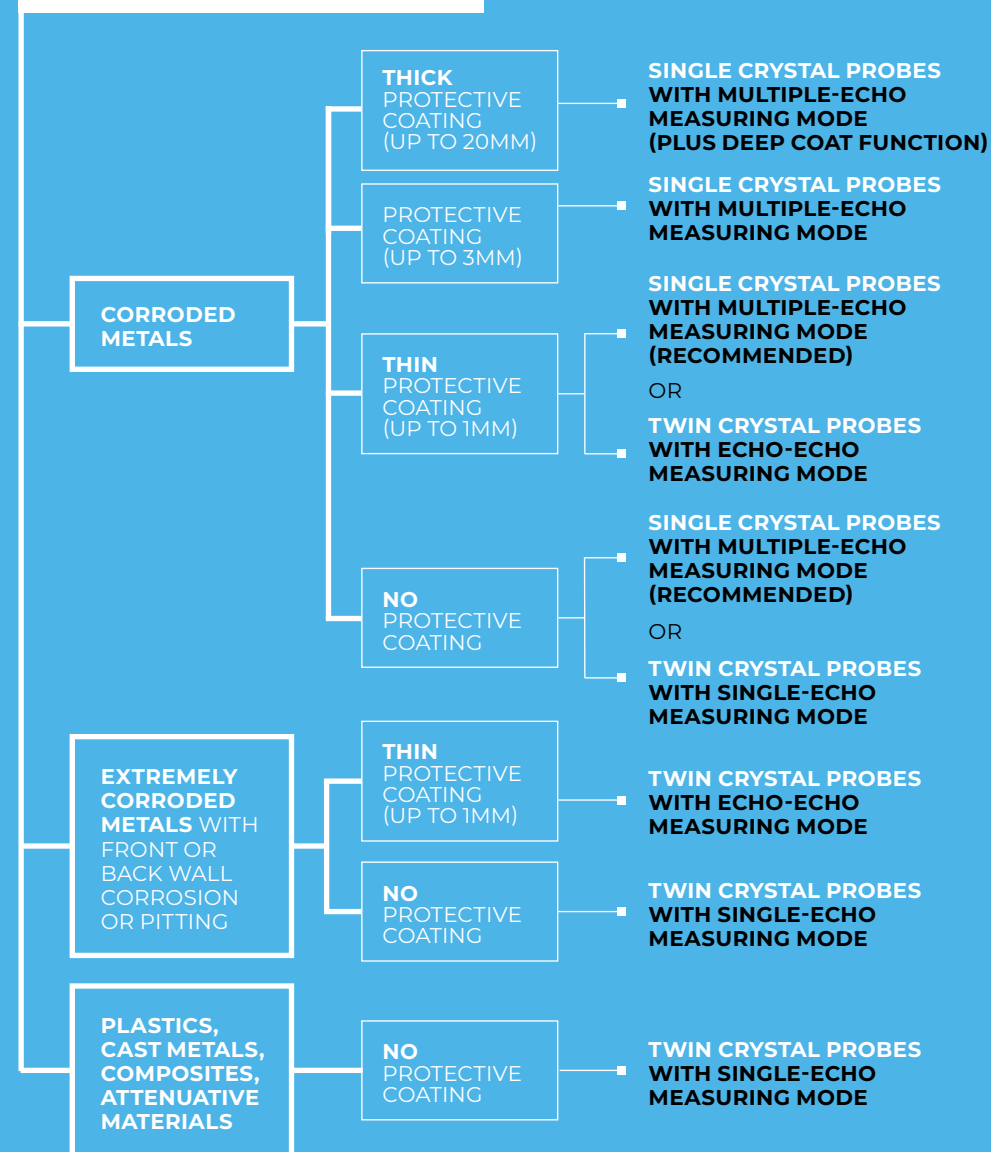 CORRODED
METALS
THICK
PROTECTIVE
COATING
(UP TO 20MM)
SINGLE CRYSTAL PROBES
WITH MULTIPLE-ECHO
MEASURING MODE
(PLUS DEEP COAT FUNCTION)
PROTECTIVE
COATING
(UP TO 3MM)
SINGLE CRYSTAL PROBES
WITH MULTIPLE-ECHO
MEASURING MODE
THIN
PROTECTIVE
COATING
(UP TO 1MM)
SINGLE CRYSTAL PROBES
WITH MULTIPLE-ECHO
MEASURING MODE
(RECOMMENDED)
OR
TWIN CRYSTAL PROBES
WITH ECHO-ECHO
MEASURING MODE
NO
PROTECTIVE
COATING
SINGLE CRYSTAL PROBES
WITH MULTIPLE-ECHO
MEASURING MODE
(RECOMMENDED)
OR
TWIN CRYSTAL PROBES
WITH SINGLE-ECHO
MEASURING MODE
EXTREMELY
CORRODED
METALS WITH
FRONT OR
BACK WALL
CORROSION
OR PITTING
THIN
PROTECTIVE
COATING
(UP TO 1MM)
TWIN CRYSTAL PROBES
WITH ECHO-ECHO
MEASURING MODE
NO
PROTECTIVE
COATING
TWIN CRYSTAL PROBES
WITH SINGLE-ECHO
MEASURING MODE
PLASTICS,
CAST METALS,
COMPOSITES,
ATTENUATIVE
MATERIALS
NO
PROTECTIVE
COATING
TWIN CRYSTAL PROBES
WITH SINGLE-ECHO
MEASURING MODE